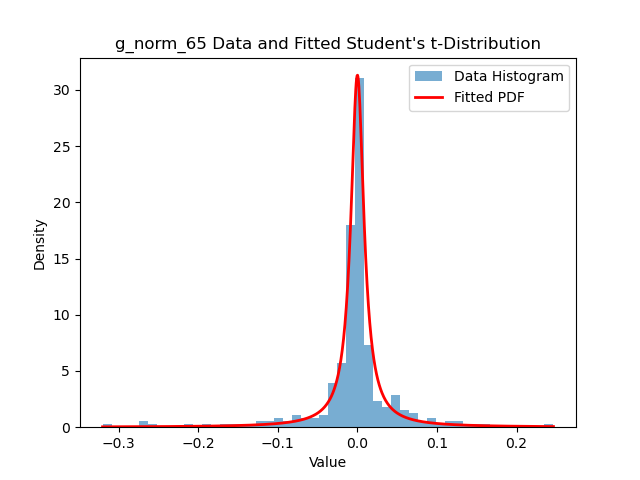 g_norm_65 Data and Fitted Student's t-Distribution
Data Histogram
Fitted PDF
Density
30
25
20
15
10
5
0
−0.3 −0.2 −0.1 0.0 0.1 0.2
Value